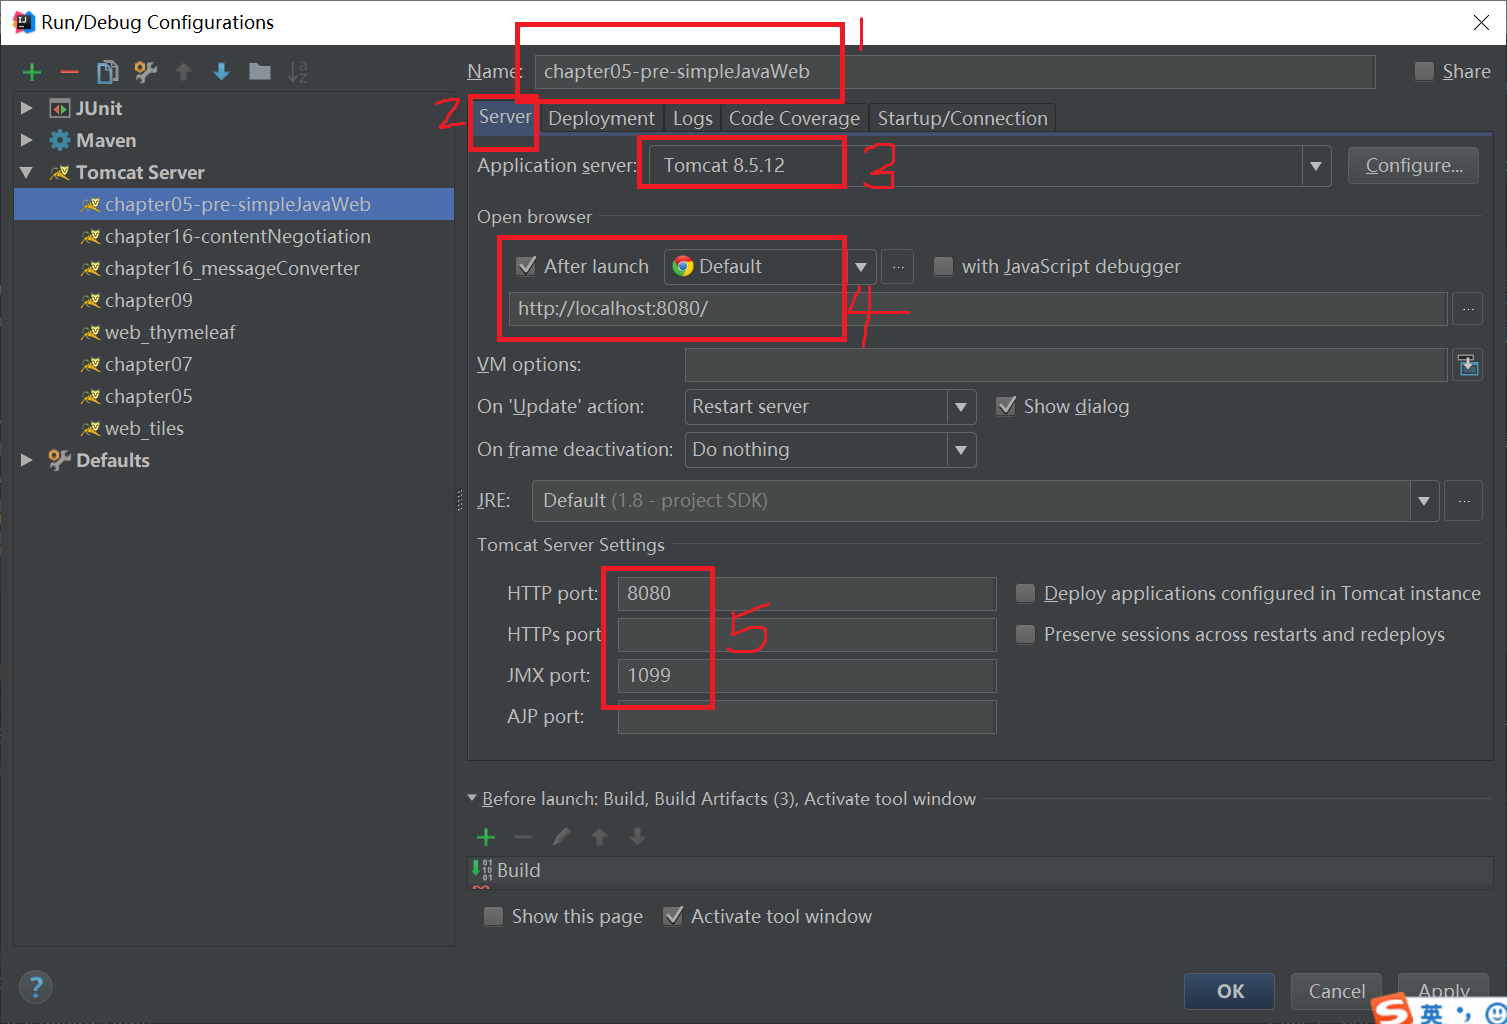 Run/Debug Configurations
1
Name: chapter05-pre-simpleJavaWeb Share
2 Server Deployment Logs Code Coverage Startup/Connection
JUnit
Maven
Tomcat Server
chapter05-pre-simpleJavaWeb
chapter16-contentNegotiation
chapter16_messageConverter
chapter09
web_thymeleaf
chapter07
chapter05
web_tiles
Defaults
Application server: Tomcat 8.5.12 3 Configure...
Open browser
After launch Default ... with JavaScript debugger
http://localhost:8080/ 4 ...
VM options:
On 'Update' action: Restart server Show dialog
On frame deactivation: Do nothing
JRE: Default (1.8 - project SDK) ...
Tomcat Server Settings
HTTP port: 8080 Deploy applications configured in Tomcat instance
HTTPs port 5 Preserve sessions across restarts and redeploys
JMX port: 1099
AJP port:
Before launch: Build, Build Artifacts (3), Activate tool window
Build
Show this page Activate tool window
? OK Cancel Apply
S 英